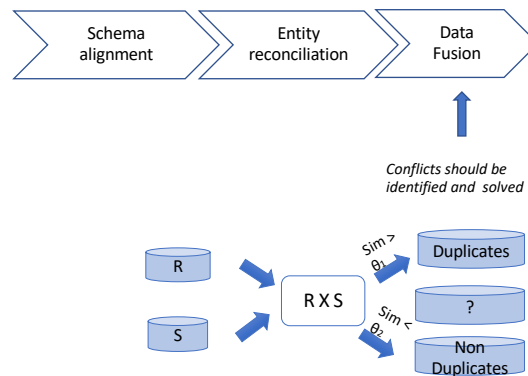 Schema
alignment
Entity
reconciliation
Data
Fusion
Conflicts should be
identified and solved
R
S
R X S
Sim >
θ1
Sim <
θ2
Duplicates
?
Non
Duplicates